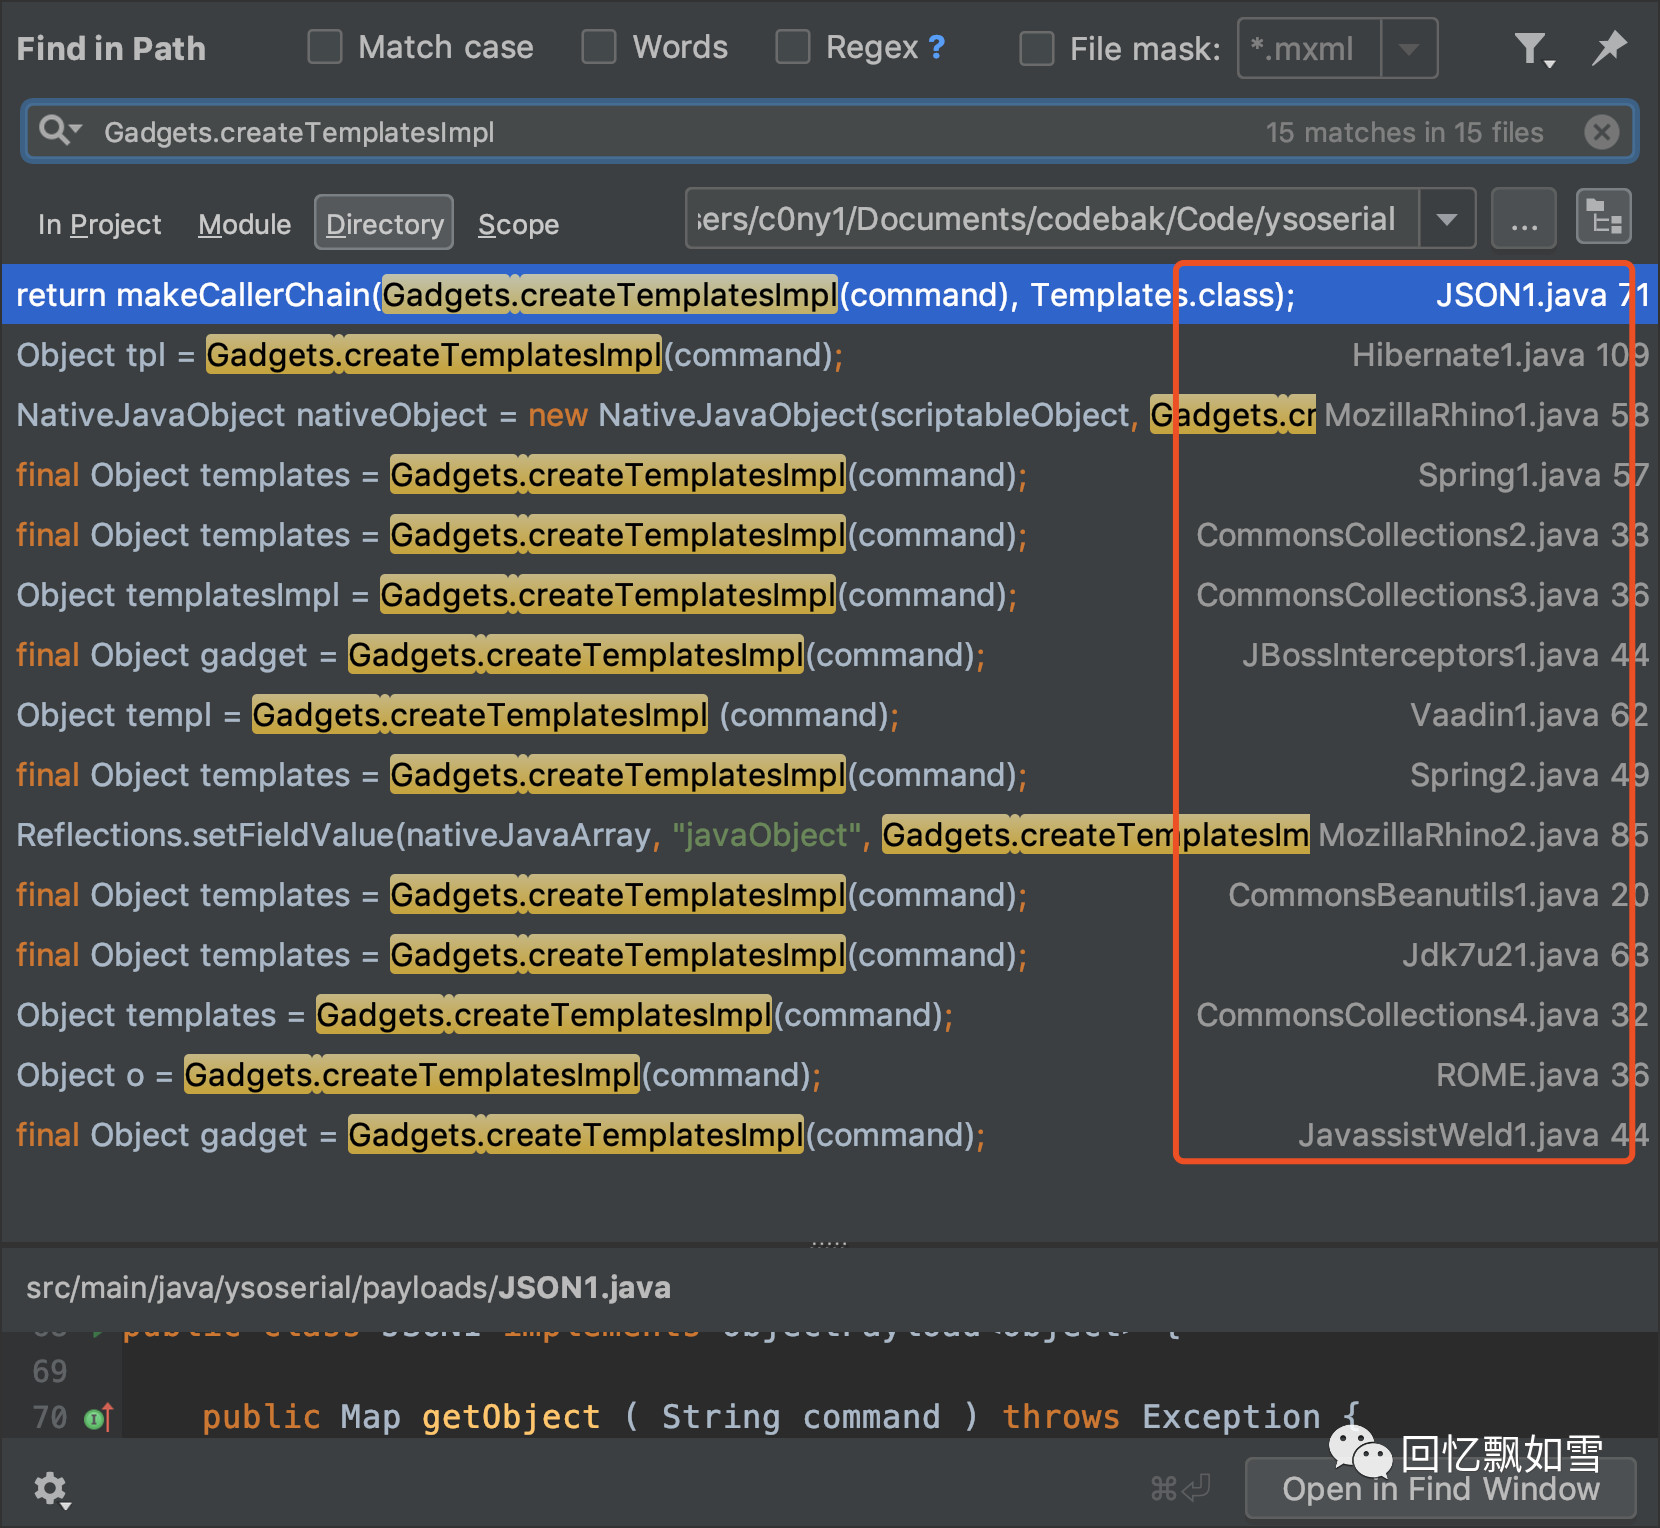 Find in Path Match case Words Regex ? File mask: *.mxml
Gadgets.createTemplatesImpl 15 matches in 15 files
In Project Module Directory Scope sers/c0ny1/Documents/codebak/Code/ysoserial ...
return makeCallerChain(Gadgets.createTemplatesImpl(command), Templates.class); JSON1.java 71
Object tpl = Gadgets.createTemplatesImpl(command); Hibernate1.java 109
NativeJavaObject nativeObject = new NativeJavaObject(scriptableObject, Gadgets.cr MozillaRhino1.java 58
final Object templates = Gadgets.createTemplatesImpl(command); Spring1.java 57
final Object templates = Gadgets.createTemplatesImpl(command); CommonsCollections2.java 33
Object templatesImpl = Gadgets.createTemplatesImpl(command); CommonsCollections3.java 36
final Object gadget = Gadgets.createTemplatesImpl(command); JBossInterceptors1.java 44
Object templ = Gadgets.createTemplatesImpl (command); Vaadin1.java 62
final Object templates = Gadgets.createTemplatesImpl(command); Spring2.java 49
Reflections.setFieldValue(nativeJavaArray, "javaObject", Gadgets.createTemplatesIm MozillaRhino2.java 85
final Object templates = Gadgets.createTemplatesImpl(command); CommonsBeanutils1.java 20
final Object templates = Gadgets.createTemplatesImpl(command); Jdk7u21.java 63
Object templates = Gadgets.createTemplatesImpl(command); CommonsCollections4.java 32
Object o = Gadgets.createTemplatesImpl(command); ROME.java 36
final Object gadget = Gadgets.createTemplatesImpl(command); JavassistWeld1.java 44
src/main/java/ysoserial/payloads/JSON1.java
public class JSON1 implements ObjectPayload<Object> {
69
70 public Map getObject ( String command ) throws Exception {
回忆飘如雪
⌘⏎ Open in Find Window